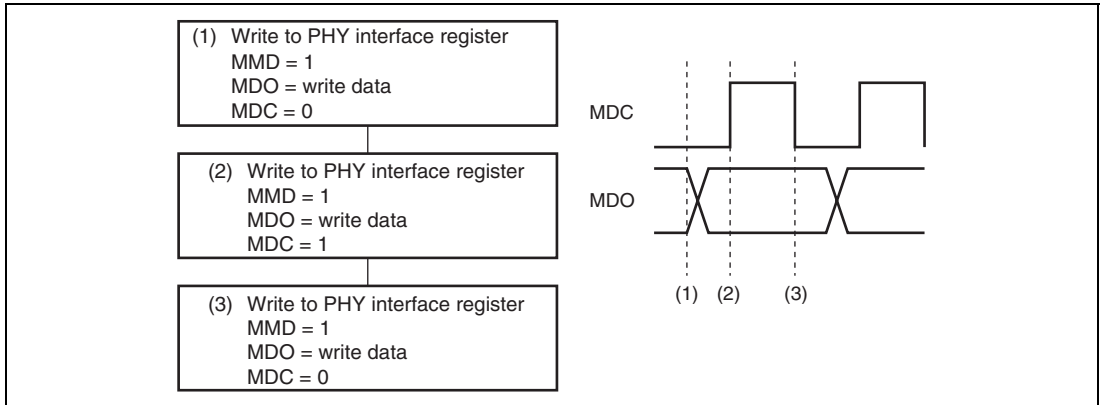 (1) Write to PHY interface register
MMD = 1
MDO = write data
MDC = 0
(2) Write to PHY interface register
MMD = 1
MDO = write data
MDC = 1
(3) Write to PHY interface register
MMD = 1
MDO = write data
MDC = 0
MDC
MDO
(1) (2) (3)